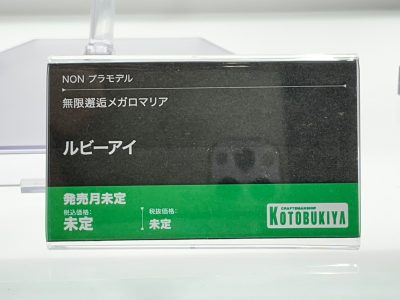 NON プラモデル
無限邂逅メガロマリア
ルビーアイ
発売月未定
税込価格:
未定
税抜価格:
未定
CRAFTSMANSHIP
KOTOBUKIYA